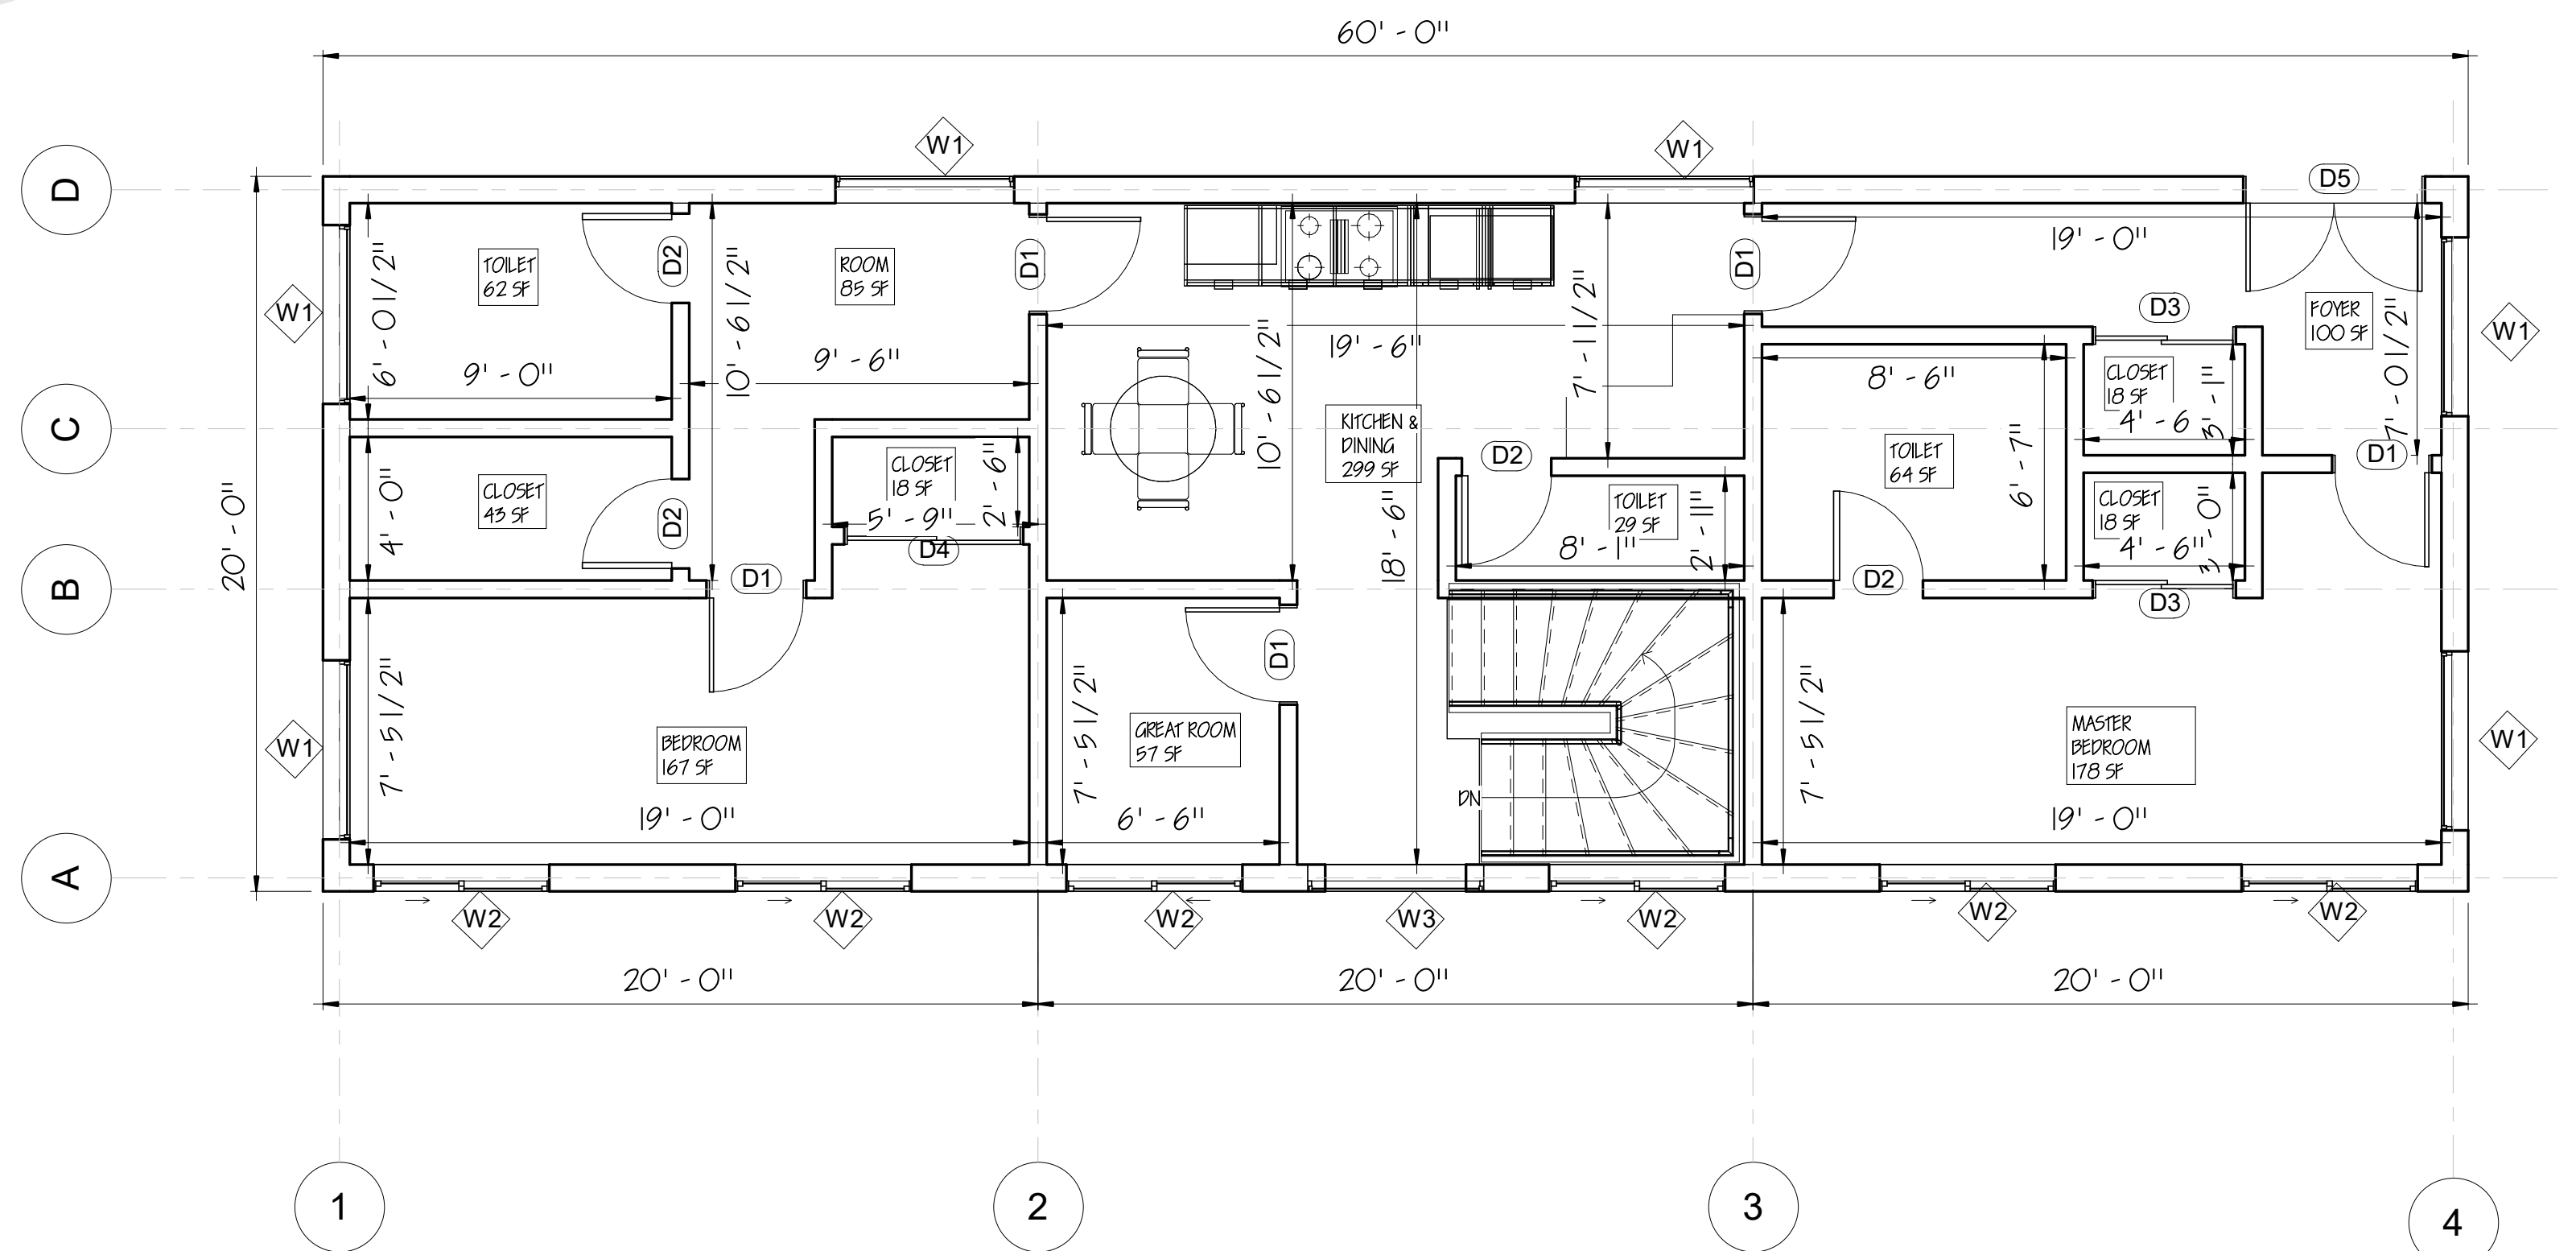 60' - 0"
W1
W1
D
D5
D2
D1
D1
19' - 0"
TOILET
62 SF
ROOM
85 SF
6' - 0 1/2"
10' - 6 1/2"
7' - 11/2"
D3
FOYER
100 SF
W1
W1
9' - 0"
9' - 6"
10' - 6 1/2"
19' - 6"
8' - 6"
CLOSET
18 SF
4' - 6
3' - 1"
7' - 0 1/2"
C
KITCHEN &
DINING
299 SF
D2
TOILET
64 SF
6' - 7"
D1
CLOSET
18 SF
2' - 6"
5' - 9"
D4
CLOSET
43 SF
4' - 0"
D2
20' - 0"
18' - 6"
TOILET
29 SF
2' - 11"
8' - 1"
CLOSET
18 SF
4' - 6"
3' - 0"
B
D1
D2
D3
D1
7' - 5 1/2"
7' - 5 1/2"
7' - 5 1/2"
W1
BEDROOM
167 SF
GREAT ROOM
57 SF
MASTER
BEDROOM
178 SF
W1
DN
19' - 0"
6' - 6"
19' - 0"
A
W2
W2
W2
W3
W2
W2
W2
20' - 0"
20' - 0"
20' - 0"
1
2
3
4